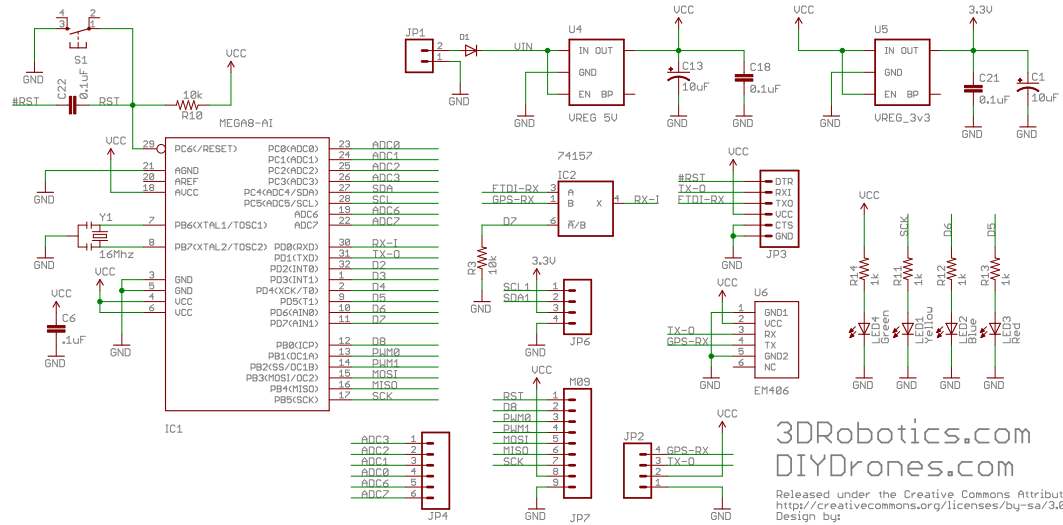 4 2
3 1
S1
GND
C22
0.1uF
#RST
RST
10k
R10
VCC
JP1
2
1
D1
VIN
GND
U4
IN OUT
GND
EN BP
VREG 5V
GND
VCC
C13
10uF
GND
C18
0.1uF
GND
VCC
U5
IN OUT
GND
EN BP
VREG_3v3
GND
3.3V
C21
0.1uF
GND
C1
10uF
GND
MEGA8-AI
VCC
29 PC6(/RESET) PC0(ADC0) 23 ADC0
PC1(ADC1) 24 ADC1
21 AGND PC2(ADC2) 25 ADC2
20 AREF PC3(ADC3) 26 ADC3
18 AVCC PC4(ADC4/SDA) 27 SDA
PC5(ADC5/SCL) 28 SCL
ADC6 19 ADC6
7 PB6(XTAL1/TOSC1) ADC7 22 ADC7
8 PB7(XTAL2/TOSC2) PD0(RXD) 30 RX-I
PD1(TXD) 31 TX-O
PD2(INT0) 32 D2
3 GND PD3(INT1) 1 D3
5 GND PD4(XCK/T0) 2 D4
4 VCC PD5(T1) 9 D5
6 VCC PD6(AIN0) 10 D6
PD7(AIN1) 11 D7
PB0(ICP) 12 D8
PB1(OC1A) 13 PWM0
PB2(SS/OC1B) 14 PWM1
PB3(MOSI/OC2) 15 MOSI
PB4(MISO) 16 MISO
PB5(SCK) 17 SCK
IC1
GND
Y1
16Mhz
GND
VCC
VCC
C6
.1uF
GND
GND
74157
IC2
FTDI-RX 3 A
GPS-RX 1 B X 4 RX-I
D7 6 A/B
R3
10k
GND
VCC
#RST DTR
TX-O RXI
FTDI-RX TXO
VCC
CTS
GND
GND
JP3
3.3V
SCL1 1
SDA1 2
3
4
GND
JP6
VCC
U6
1 GND1
2 VCC
TX-O 3 RX
GPS-RX 4 TX
5 GND2
6 NC
GND
EM406
VCC
SCK
D6
D5
R14
1k
R11
1k
R12
1k
R13
1k
LED4
Green
LED1
Yellow
LED2
Blue
LED3
Red
GND
GND
GND
GND
ADC3 1
ADC2 2
ADC1 3
ADC0 4
ADC6 5
ADC7 6
JP4
VCC
M09
RST 1
D8 2
PWM0 3
PWM1 4
MOSI 5
MISO 6
SCK 7
8
9
GND
JP7
JP2
VCC
4 GPS-RX
3 TX-O
2
1
GND
3DRobotics.com
DIYDrones.com
Released under the Creative Commons Attribut
http://creativecommons.org/licenses/by-sa/3.0
Design by: